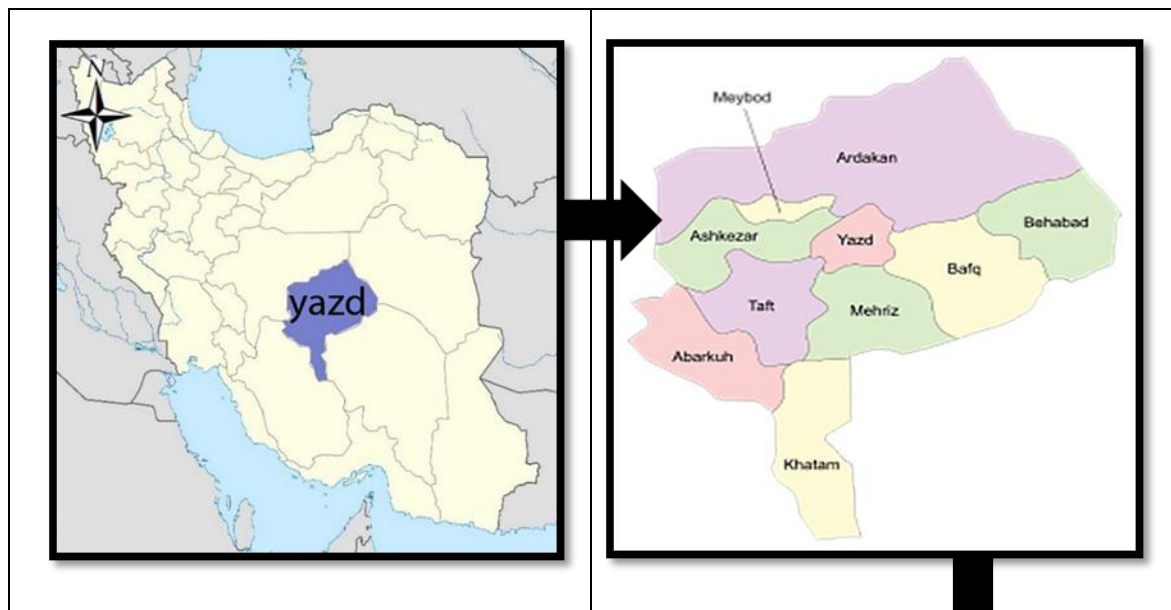 N
yazd
Meybod
Ardakan
Behabad
Ashkezar
Yazd
Bafq
Taft
Mehriz
Abarkuh
Khatam